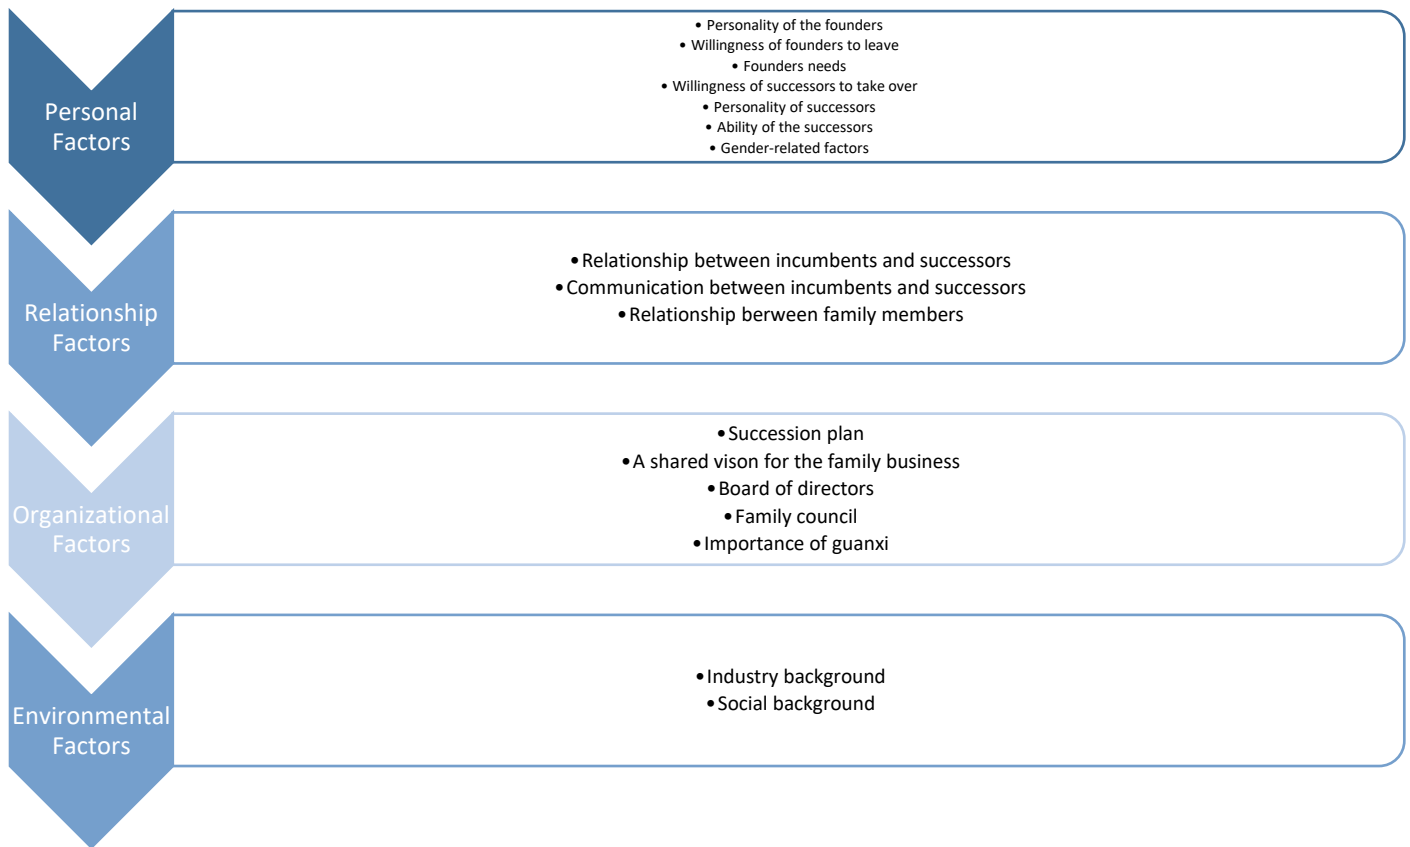 Personal
Factors
• Personality of the founders
• Willingness of founders to leave
• Founders needs
• Willingness of successors to take over
• Personality of successors
• Ability of the successors
• Gender-related factors
Relationship
Factors
• Relationship between incumbents and successors
• Communication between incumbents and successors
• Relationship berween family members
Organizational
Factors
• Succession plan
• A shared vison for the family business
• Board of directors
• Family council
• Importance of guanxi
Environmental
Factors
• Industry background
• Social background